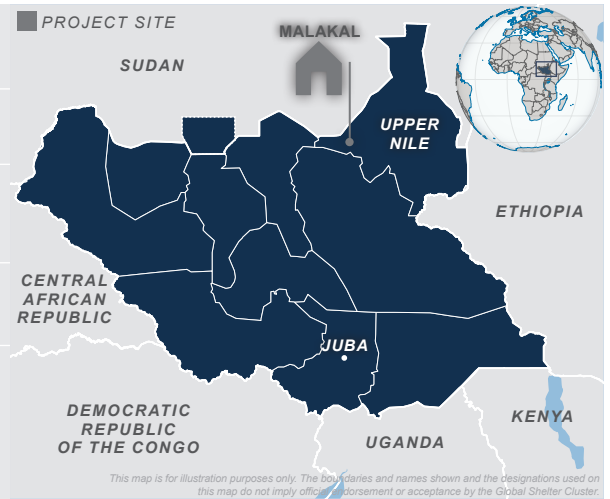 PROJECT SITE
MALAKAL
SUDAN
UPPER
NILE
ETHIOPIA
CENTRAL
AFRICAN
REPUBLIC
JUBA
DEMOCRATIC
REPUBLIC
OF THE CONGO
UGANDA
KENYA
This map is for illustration purposes only. The boundaries and names shown and the designations used on
this map do not imply official endorsement or acceptance by the Global Shelter Cluster.